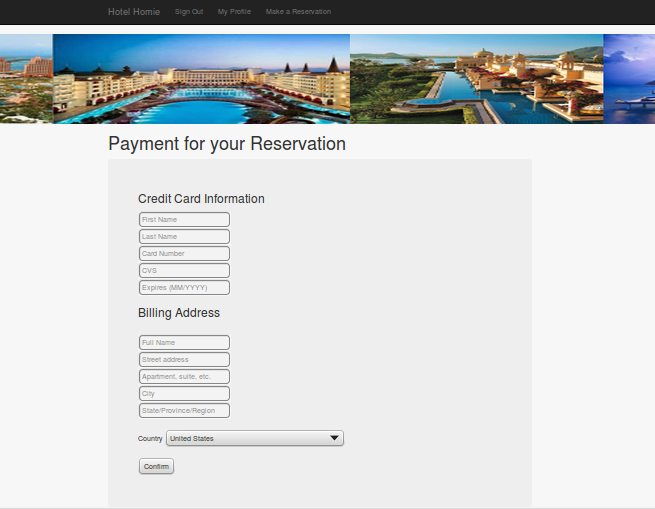 Hotel Homie Sign Out My Profile Make a Reservation
Payment for your Reservation
Credit Card Information
First Name
Last Name
Card Number
CVS
Expires (MM/YYYY)
Billing Address
Full Name
Street address
Apartment, suite, etc.
City
State/Province/Region
Country United States
Confirm